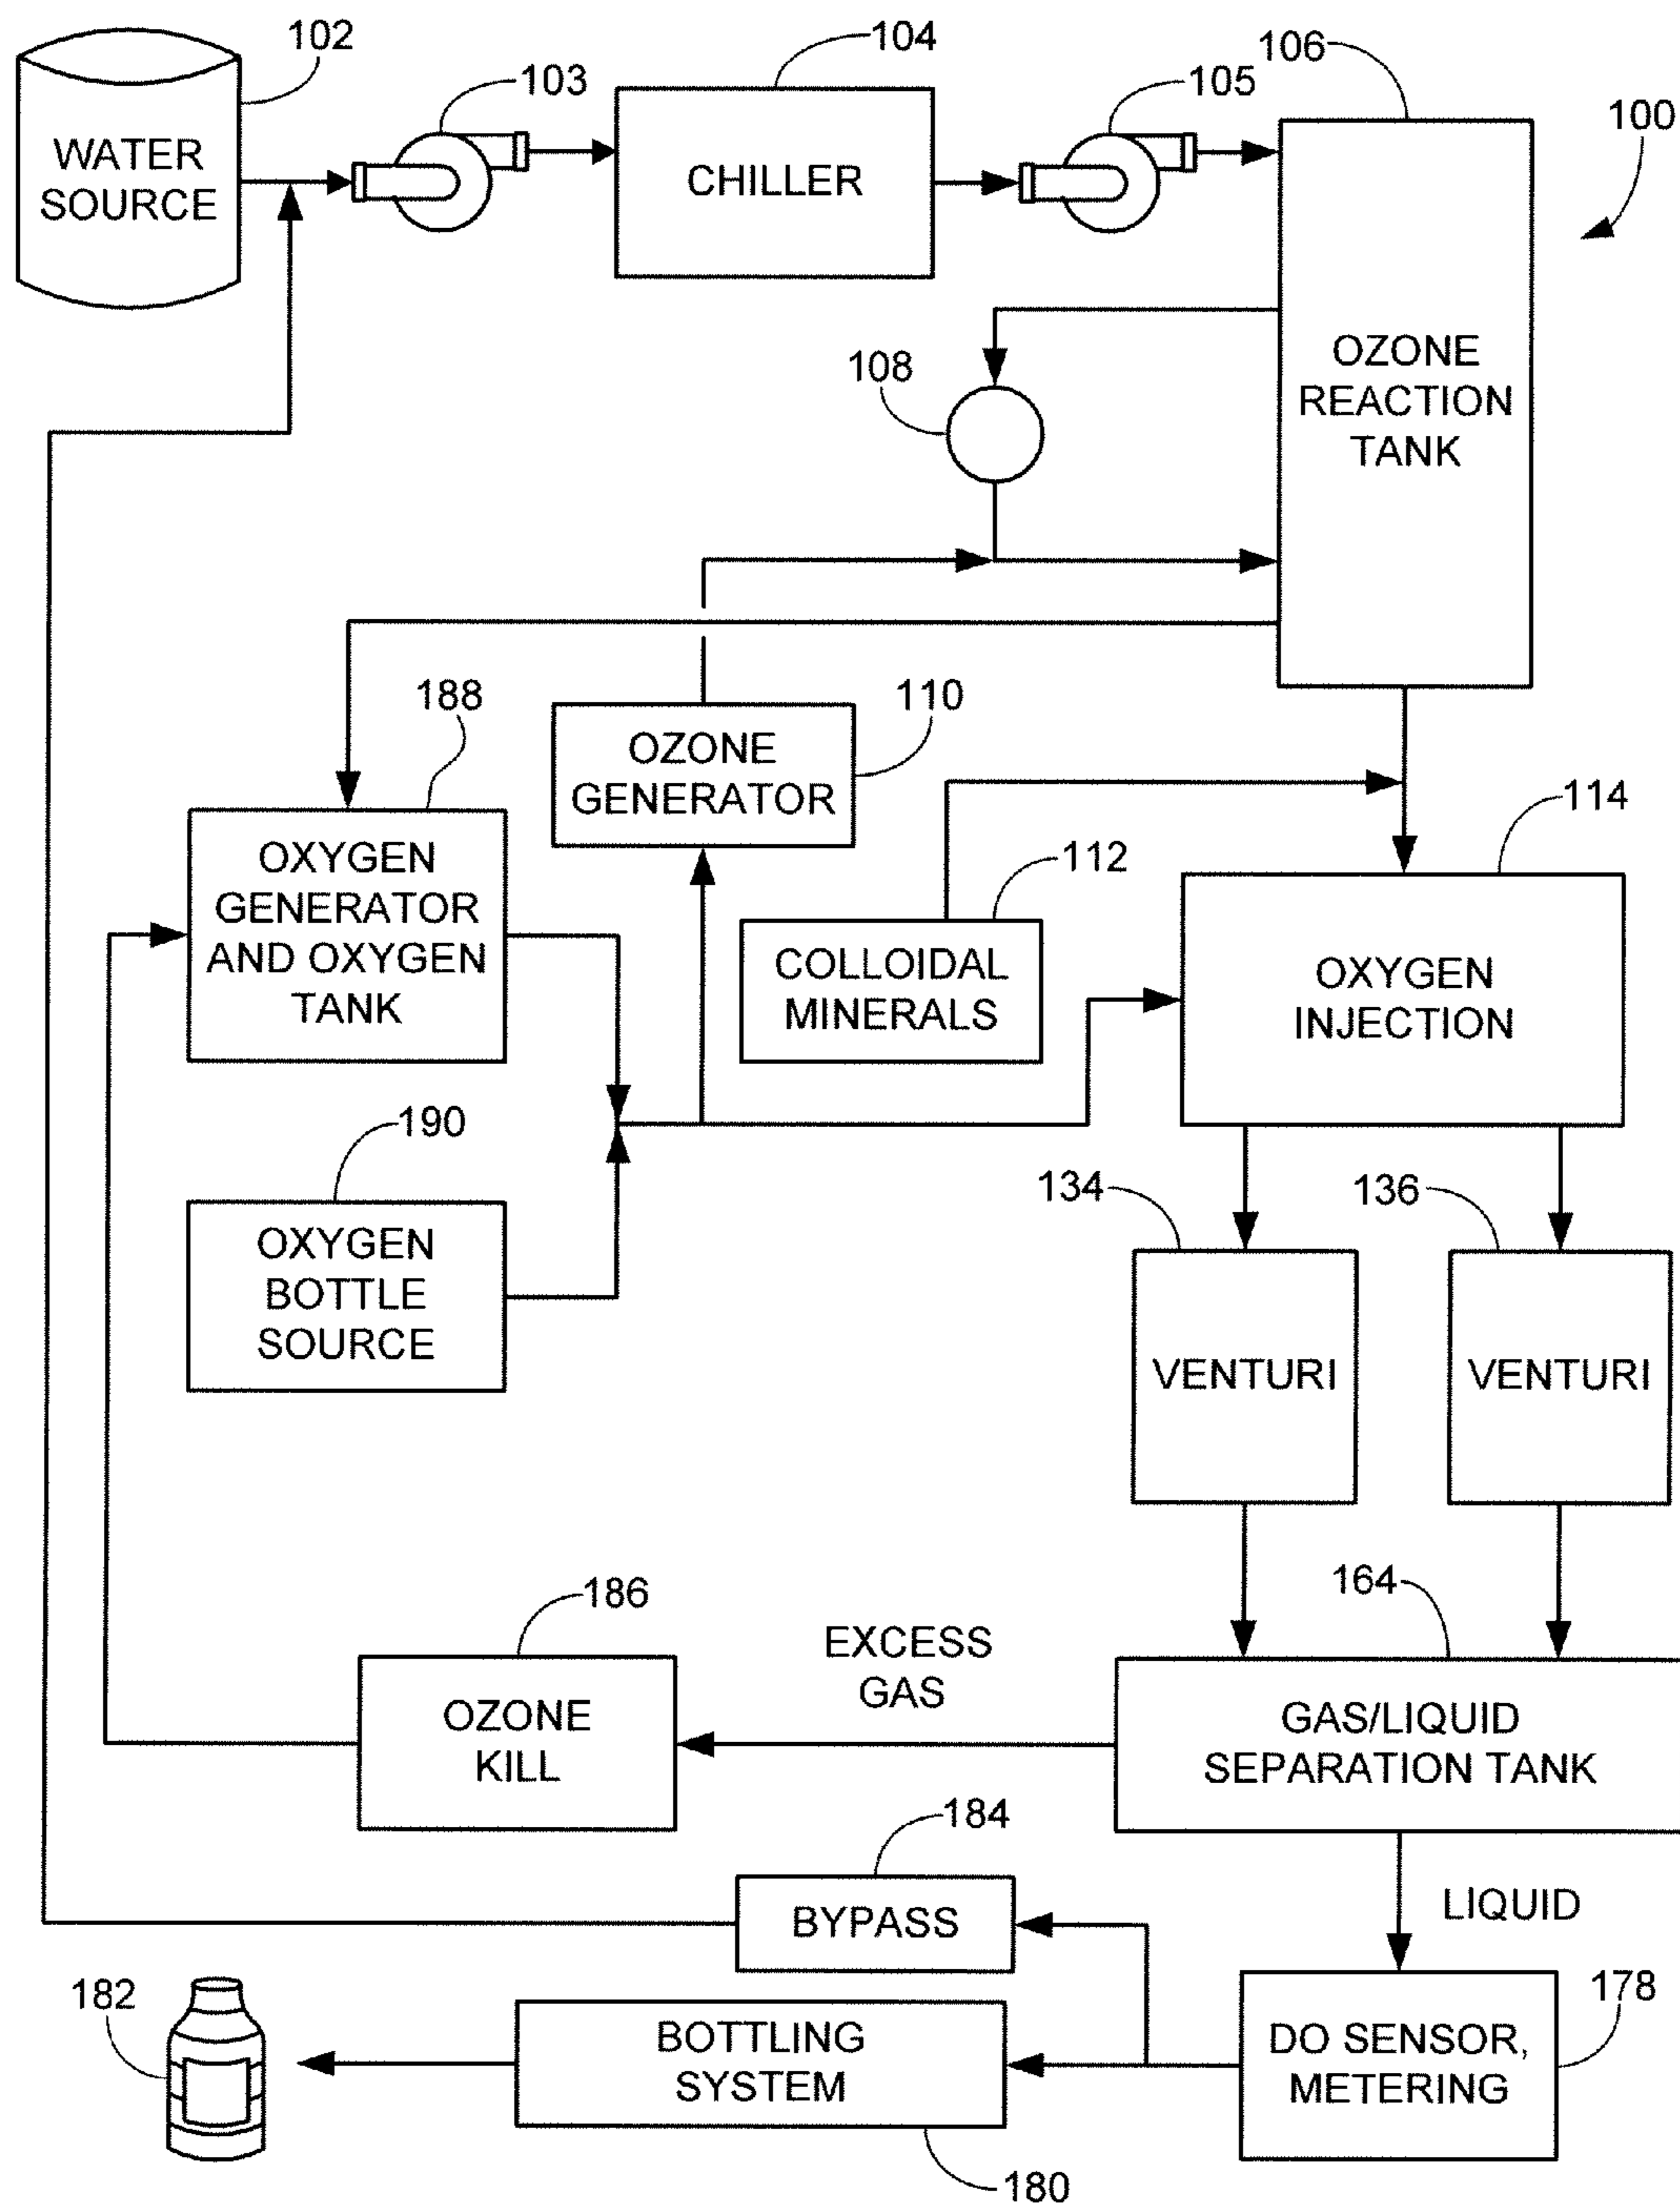 102
103
104
105
106
100
WATER
SOURCE
CHILLER
OZONE
REACTION
TANK
108
188
110
OZONE
GENERATOR
114
112
OXYGEN
GENERATOR
AND OXYGEN
TANK
COLLOIDAL
MINERALS
OXYGEN
INJECTION
190
134
136
OXYGEN
BOTTLE
SOURCE
VENTURI
VENTURI
186
164
EXCESS
GAS
OZONE
KILL
GAS/LIQUID
SEPARATION TANK
184
BYPASS
LIQUID
182
178
BOTTLING
SYSTEM
DO SENSOR,
METERING
180